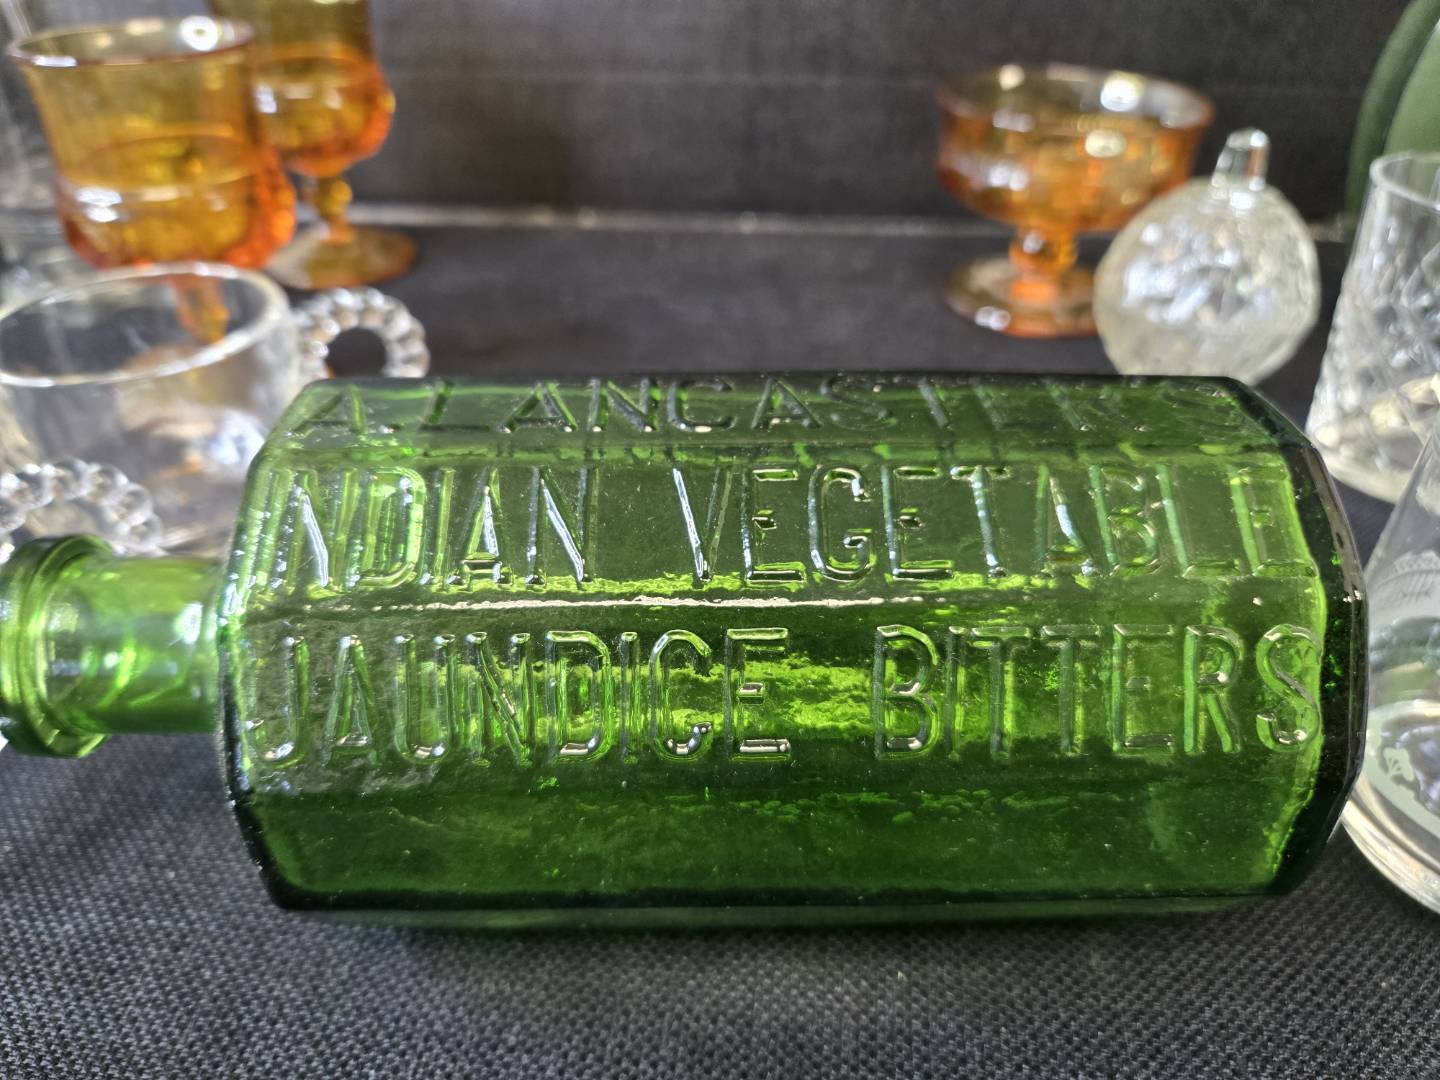 A. LANCASTER'S
INDIAN VEGETABLE
JAUNDICE BITTERS